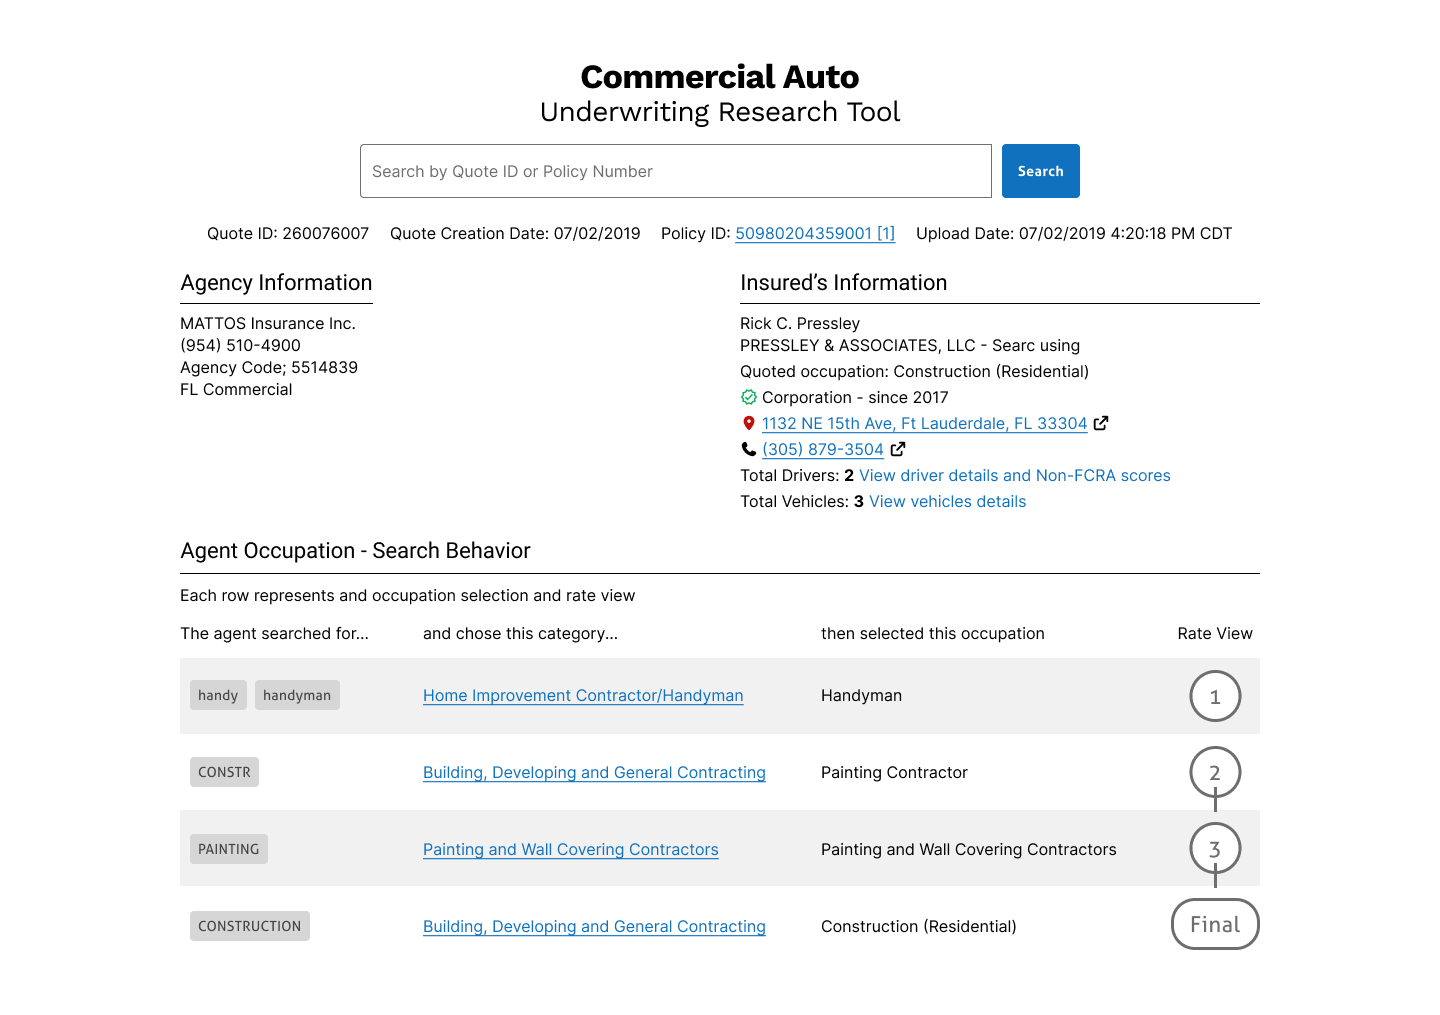 Commercial Auto
Underwriting Research Tool
Search by Quote ID or Policy Number
Search
Quote ID: 260076007 Quote Creation Date: 07/02/2019 Policy ID: 50980204359001 [1] Upload Date: 07/02/2019 4:20:18 PM CDT
Agency Information
MATTOS Insurance Inc.
(954) 510-4900
Agency Code; 5514839
FL Commercial
Insured’s Information
Rick C. Pressley
PRESSLEY & ASSOCIATES, LLC - Searc using
Quoted occupation: Construction (Residential)
Corporation - since 2017
1132 NE 15th Ave, Ft Lauderdale, FL 33304
(305) 879-3504
Total Drivers: 2 View driver details and Non-FCRA scores
Total Vehicles: 3 View vehicles details
Agent Occupation - Search Behavior
Each row represents and occupation selection and rate view
The agent searched for... and chose this category... then selected this occupation Rate View
handy handyman Home Improvement Contractor/Handyman Handyman 1
CONSTR Building, Developing and General Contracting Painting Contractor 2
PAINTING Painting and Wall Covering Contractors Painting and Wall Covering Contractors 3
CONSTRUCTION Building, Developing and General Contracting Construction (Residential) Final